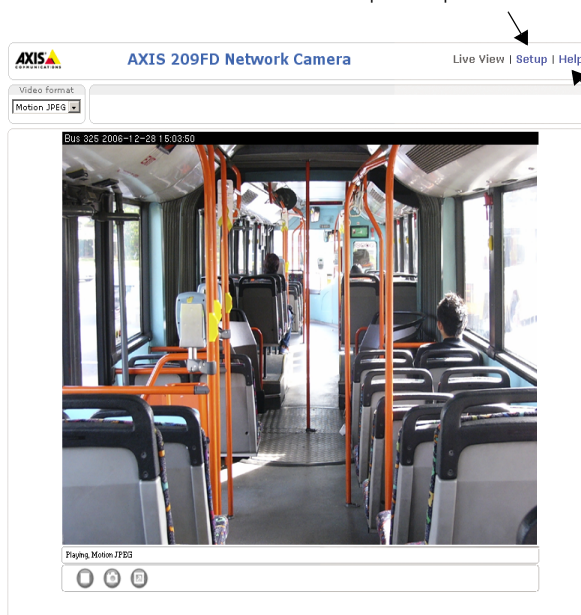 AXIS
COMMUNICATIONS
AXIS 209FD Network Camera
Live View | Setup | Help
Video format
Motion JPEG
Bus 325 2006-12-28 15:03:50
Playing, Motion JPEG